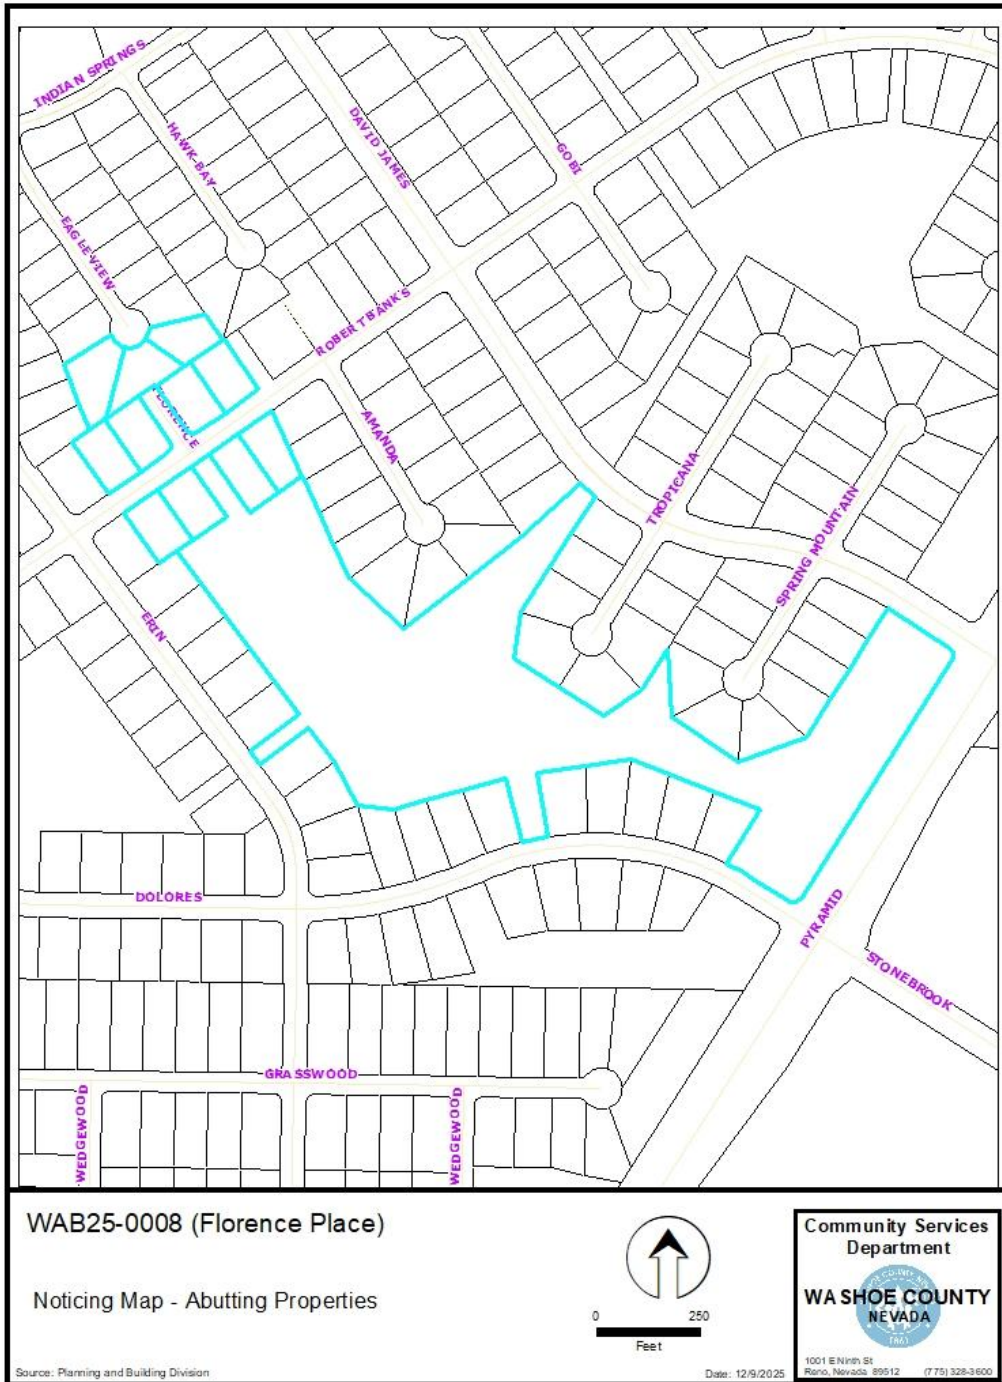 INDIAN SPRINGS
HAWK BAY
DAVID JAMES
GOBI
EAGLE VIEW
ROBERT BANKS
FLORENCE
AMANDA
TROPICANA
SPRING MOUNTAIN
ERIN
DOLORES
PYRAMID
STONEBROOK
GRASSWOOD
WEDGEWOOD
WEDGEWOOD
WAB25-0008 (Florence Place)
Noticing Map - Abutting Properties
0 250
Feet
Source: Planning and Building Division
Date: 12/9/2025
Community Services
Department
WASHOE COUNTY
NEVADA
1861
1001 E Ninth St
Reno, Nevada 89512 (775) 328-3600